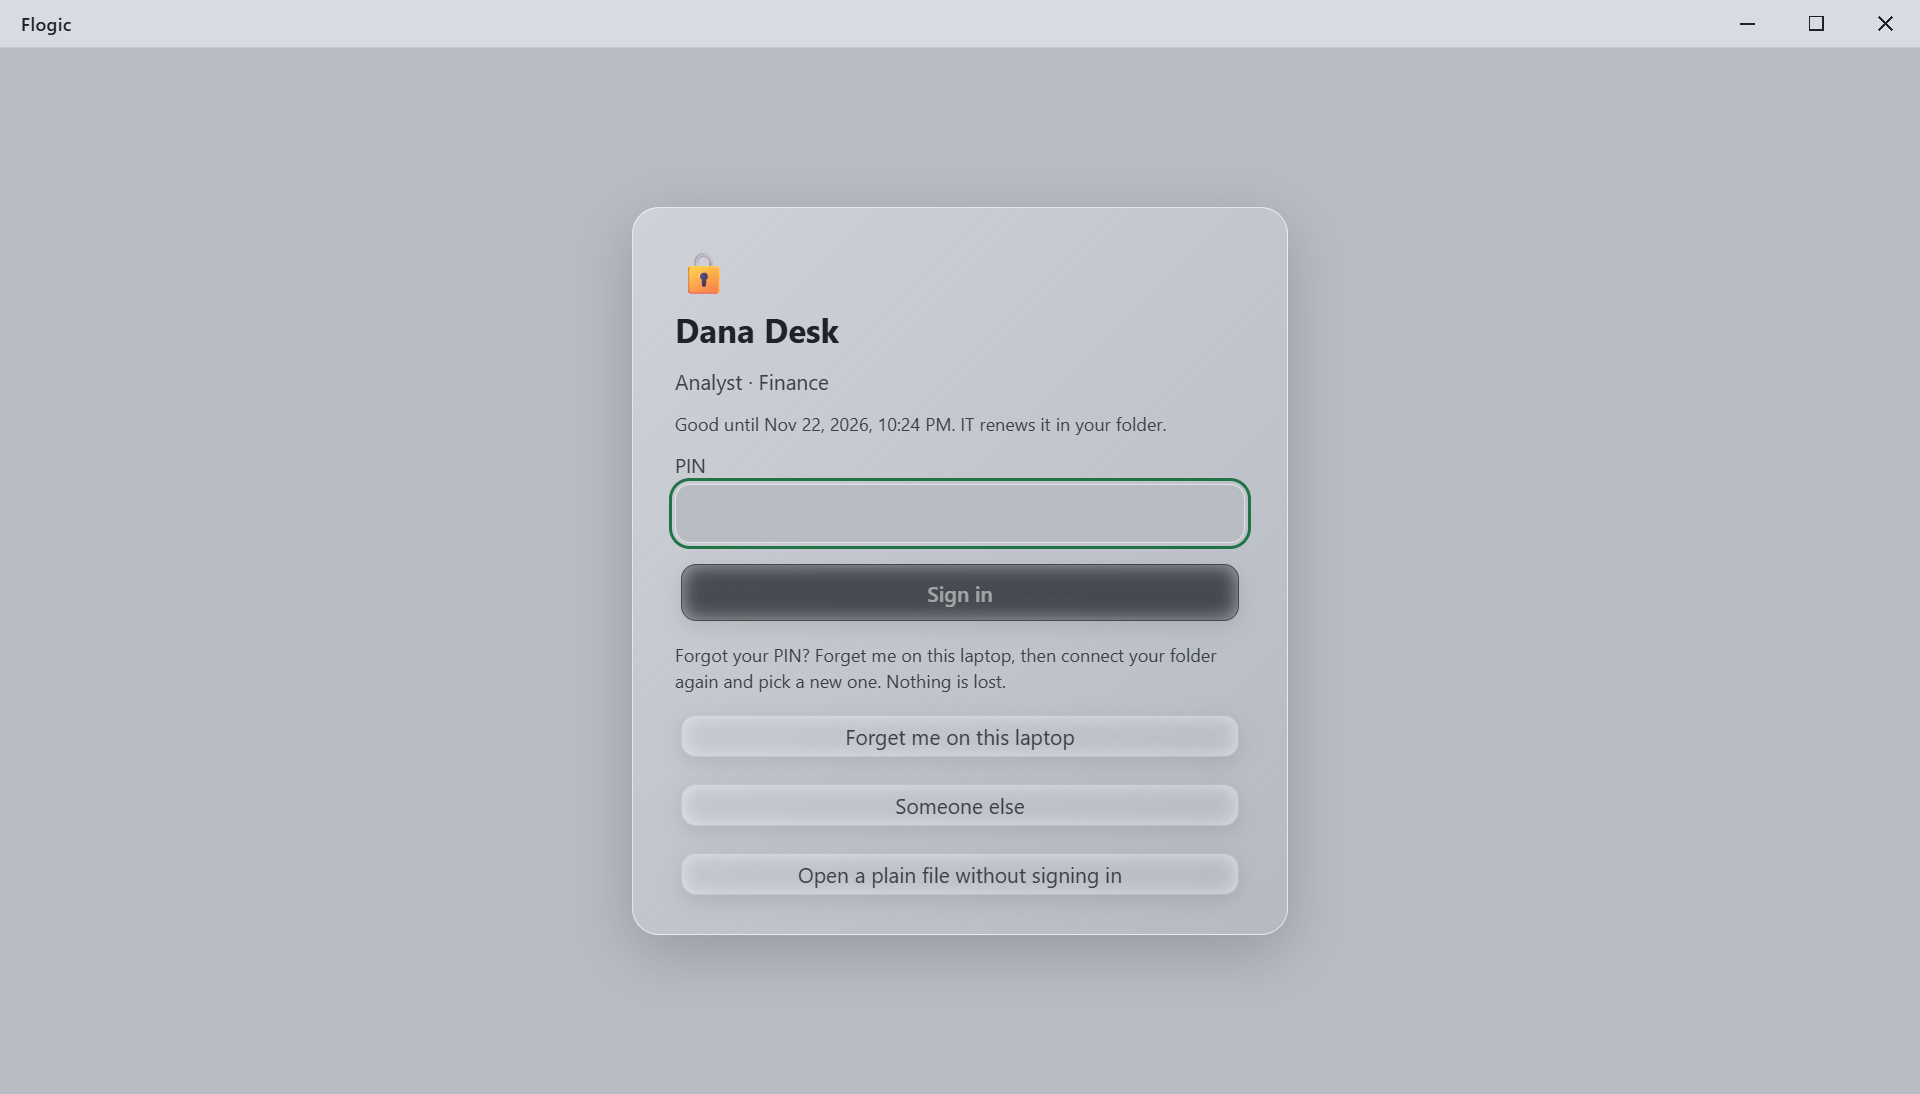 Flogic
Dana Desk
Analyst · Finance
Good until Nov 22, 2026, 10:24 PM. IT renews it in your folder.
PIN
Sign in
Forgot your PIN? Forget me on this laptop, then connect your folder
again and pick a new one. Nothing is lost.
Forget me on this laptop
Someone else
Open a plain file without signing in